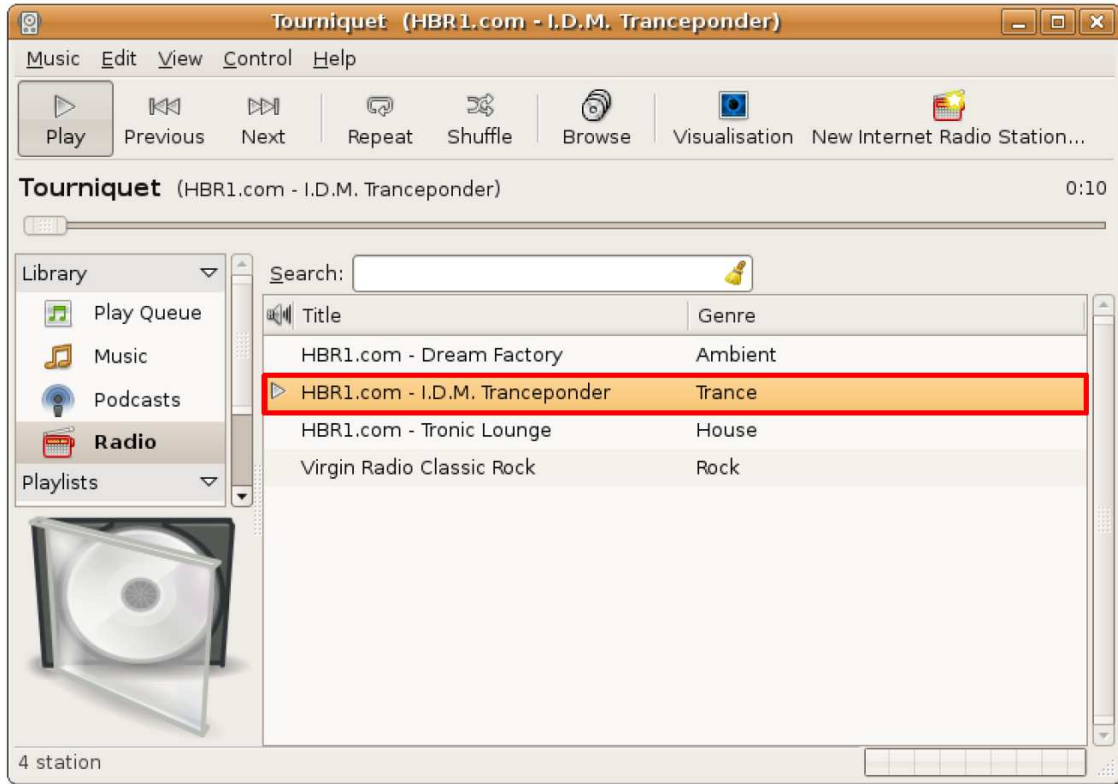 Tourniquet (HBR1.com - I.D.M. Tranceponder)
Music Edit View Control Help
Play Previous Next Repeat Shuffle Browse Visualisation New Internet Radio Station...
Tourniquet (HBR1.com - I.D.M. Tranceponder) 0:10
Library
Play Queue
Music
Podcasts
Radio
Playlists
Search:
Title Genre
HBR1.com - Dream Factory Ambient
HBR1.com - I.D.M. Tranceponder Trance
HBR1.com - Tronic Lounge House
Virgin Radio Classic Rock Rock
4 station